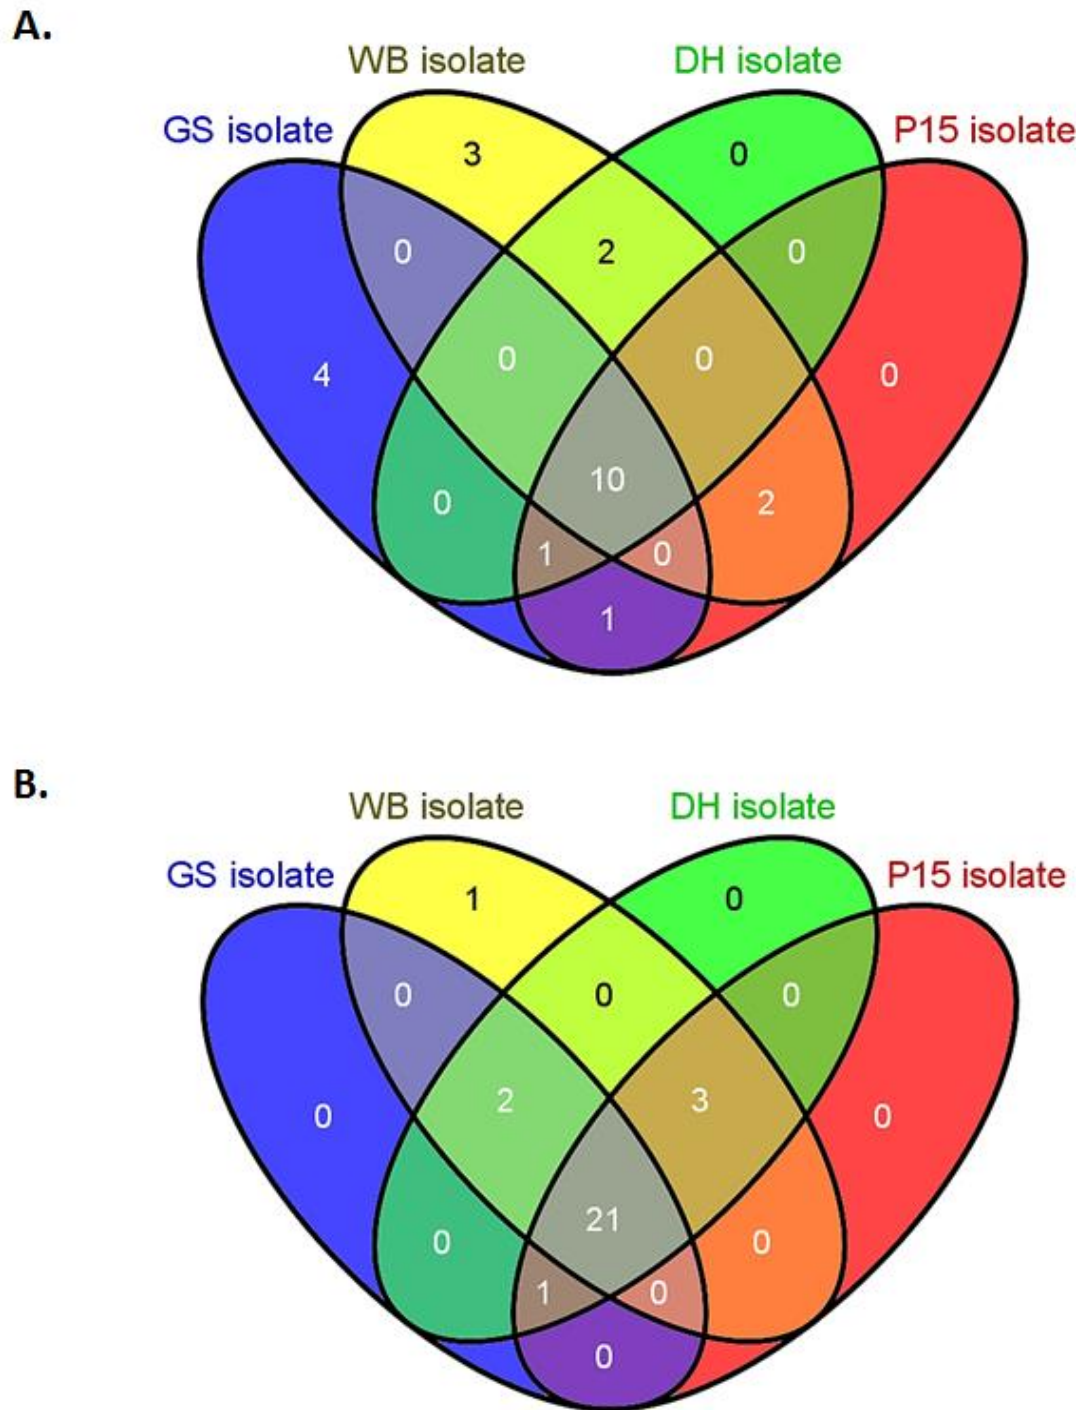 A.
WB isolate DH isolate
GS isolate P15 isolate
3 0
0 2 0
4 0 0 0
0 10 2
1 0
1
B.
WB isolate DH isolate
GS isolate P15 isolate
1 0
0 0 0
0 2 3 0
0 21 0
1 0
0